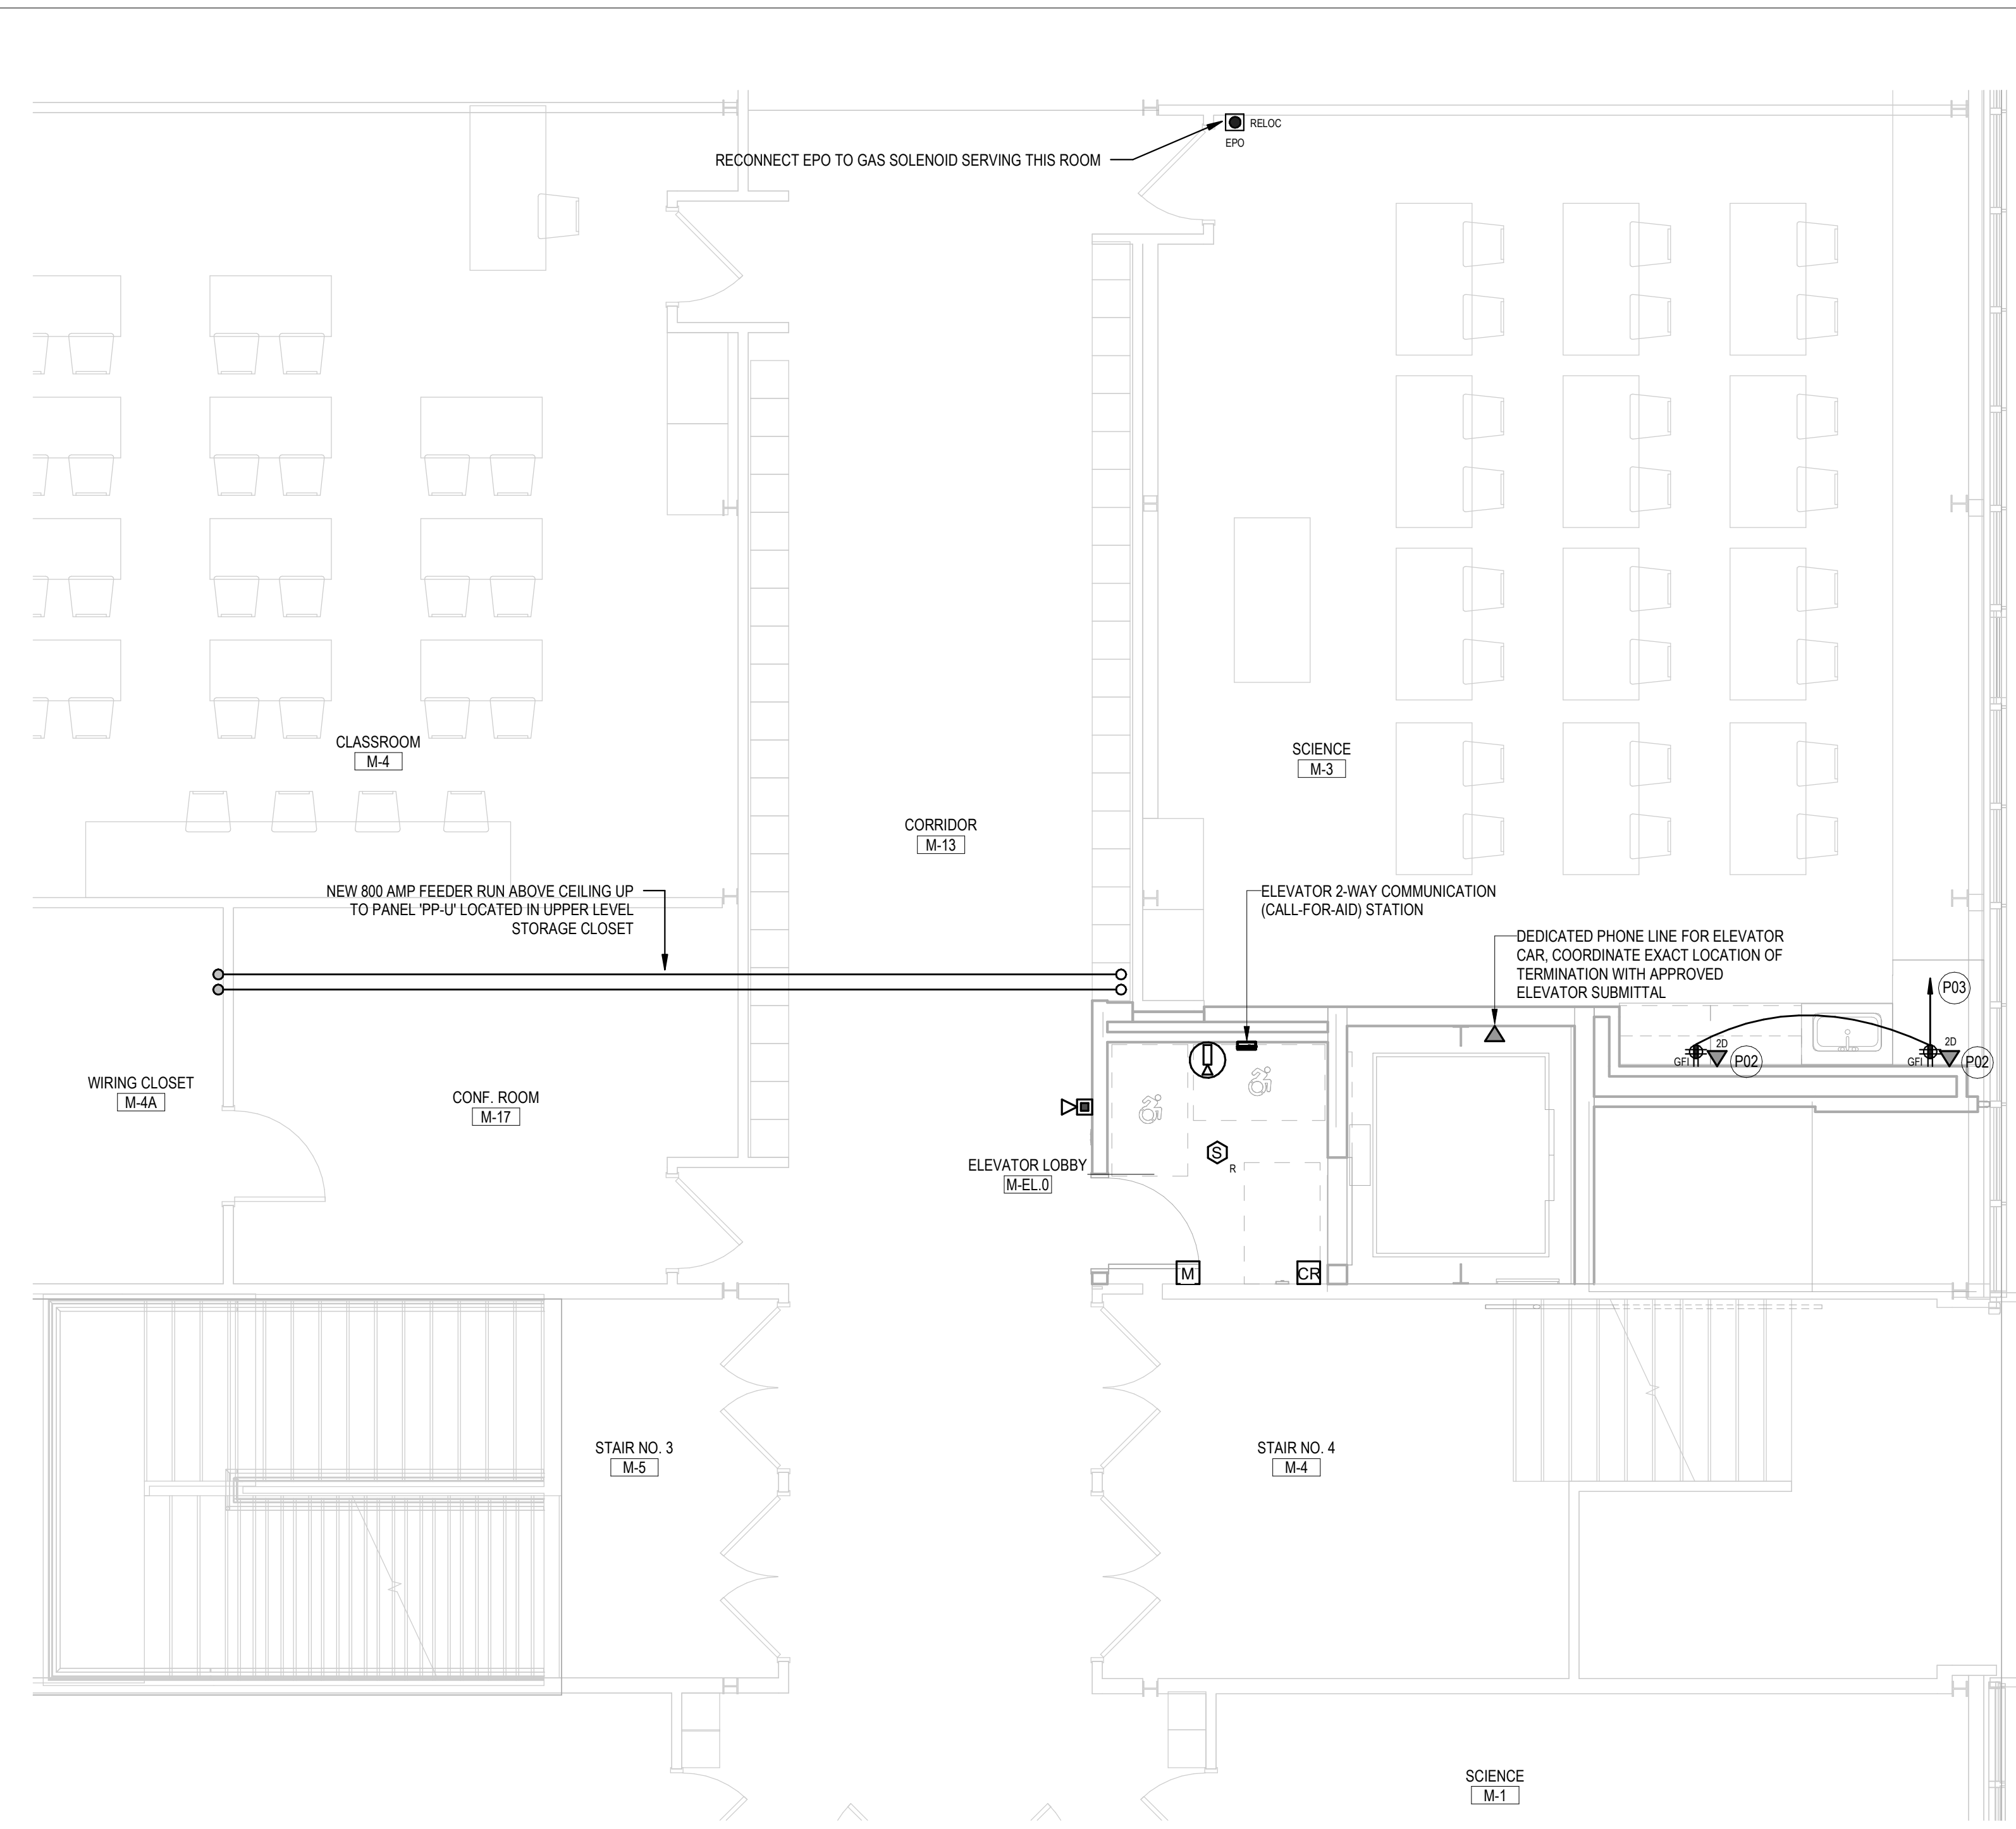 RELOC
EPO
RECONNECT EPO TO GAS SOLENOID SERVING THIS ROOM
CLASSROOM
M-4
SCIENCE
M-3
CORRIDOR
M-13
NEW 800 AMP FEEDER RUN ABOVE CEILING UP
TO PANEL 'PP-U' LOCATED IN UPPER LEVEL
STORAGE CLOSET
ELEVATOR 2-WAY COMMUNICATION
(CALL-FOR-AID) STATION
DEDICATED PHONE LINE FOR ELEVATOR
CAR, COORDINATE EXACT LOCATION OF
TERMINATION WITH APPROVED
ELEVATOR SUBMITTAL
P03
2D
GFI
P02
2D
GFI
P02
WIRING CLOSET
M-4A
CONF. ROOM
M-17
S
R
ELEVATOR LOBBY
M-EL.0
M
CR
STAIR NO. 3
M-5
STAIR NO. 4
M-4
SCIENCE
M-1